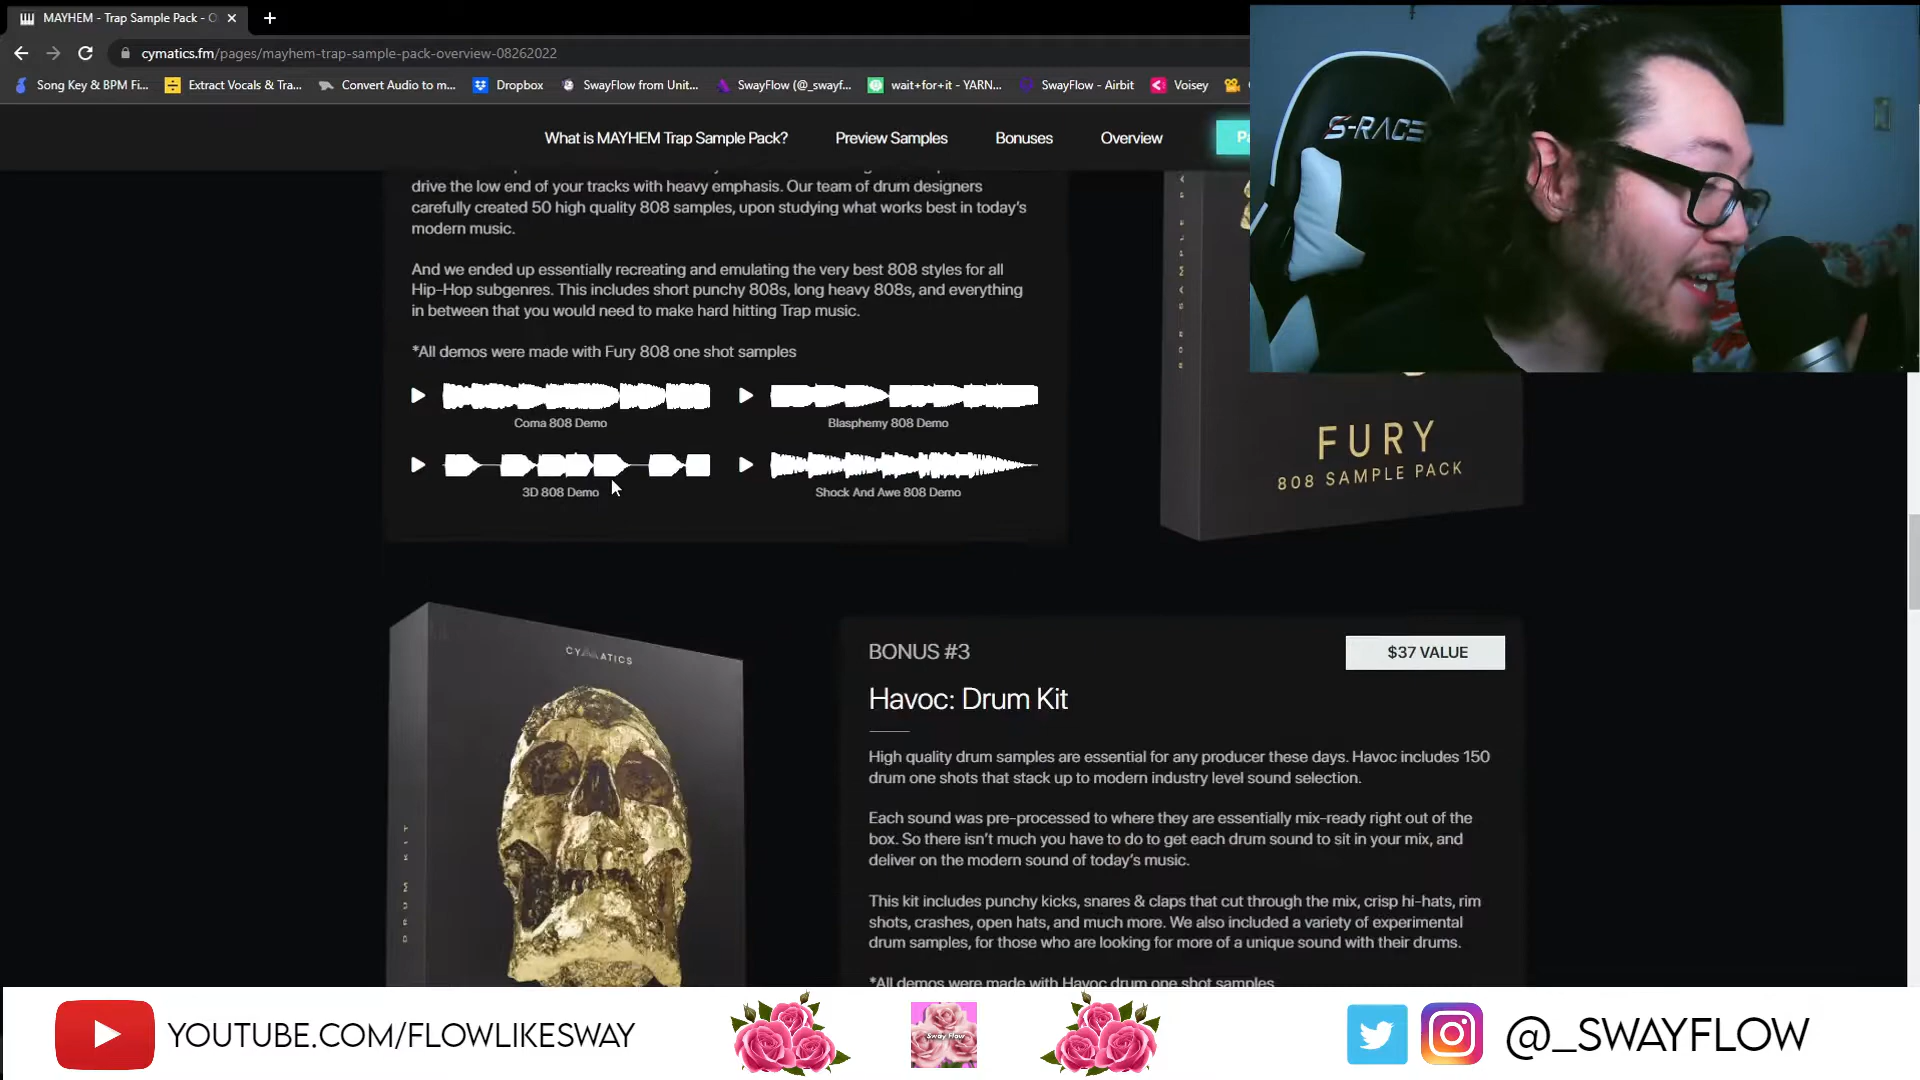 MAYHEM - Trap Sample Pack - O
cymatics.fm/pages/mayhem-trap-sample-pack-overview-08262022
Song Key & BPM Fi...
Extract Vocals & Tra...
Convert Audio to m...
Dropbox
SwayFlow from Unit...
SwayFlow (@_swayf...
wait+for+it - YARN...
SwayFlow - Airbit
Voisey
What is MAYHEM Trap Sample Pack?
Preview Samples
Bonuses
Overview
S-RACE
drive the low end of your tracks with heavy emphasis. Our team of drum designers
carefully created 50 high quality 808 samples, upon studying what works best in today's
modern music.
And we ended up essentially recreating and emulating the very best 808 styles for all
Hip-Hop subgenres. This includes short punchy 808s, long heavy 808s, and everything
in between that you would need to make hard hitting Trap music.
*All demos were made with Fury 808 one shot samples
Coma 808 Demo
Blasphemy 808 Demo
3D 808 Demo
Shock And Awe 808 Demo
FURY
808 SAMPLE PACK
CYMATICS
DRUM KIT
BONUS #3
$37 VALUE
Havoc: Drum Kit
High quality drum samples are essential for any producer these days. Havoc includes 150
drum one shots that stack up to modern industry level sound selection.
Each sound was pre-processed to where they are essentially mix-ready right out of the
box. So there isn't much you have to do to get each drum sound to sit in your mix, and
deliver on the modern sound of today's music.
This kit includes punchy kicks, snares & claps that cut through the mix, crisp hi-hats, rim
shots, crashes, open hats, and much more. We also included a variety of experimental
drum samples, for those who are looking for more of a unique sound with their drums.
*All demos were made with Havoc drum one shot samples
YOUTUBE.COM/FLOWLIKESWAY
Sway Flow
@_SWAYFLOW